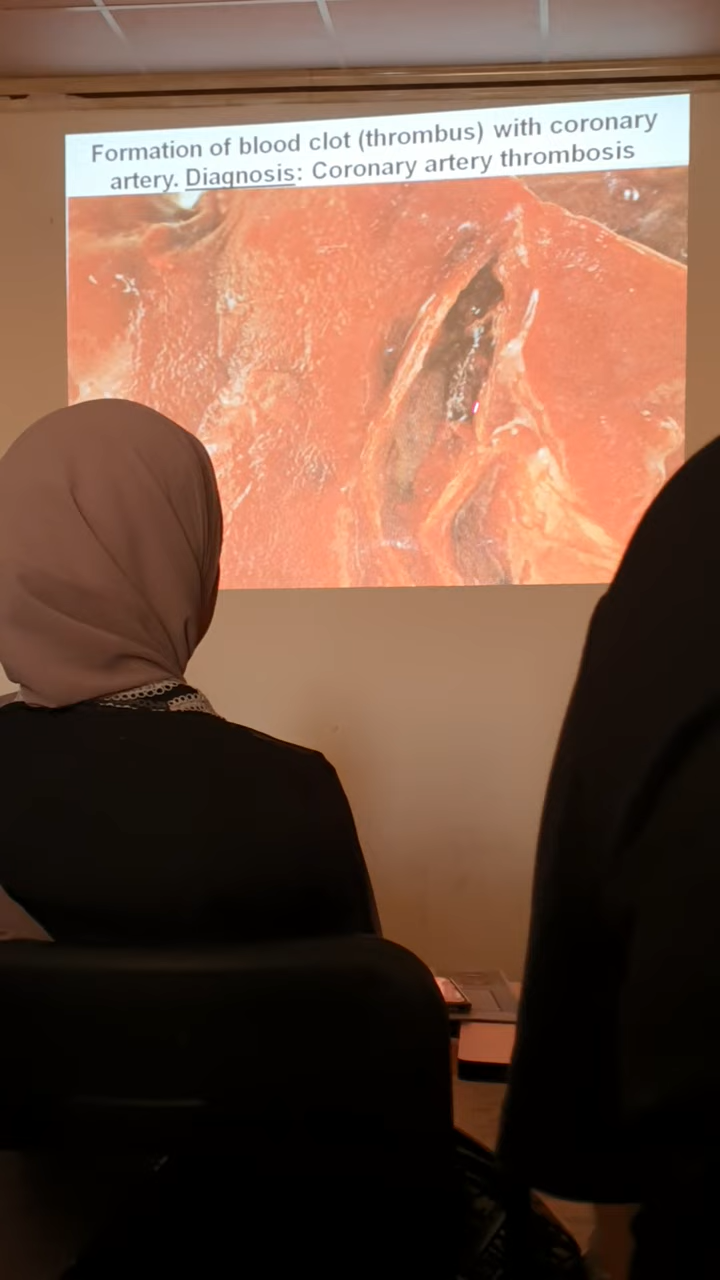 Formation of blood clot (thrombus) with coronary
artery. Diagnosis: Coronary artery thrombosis